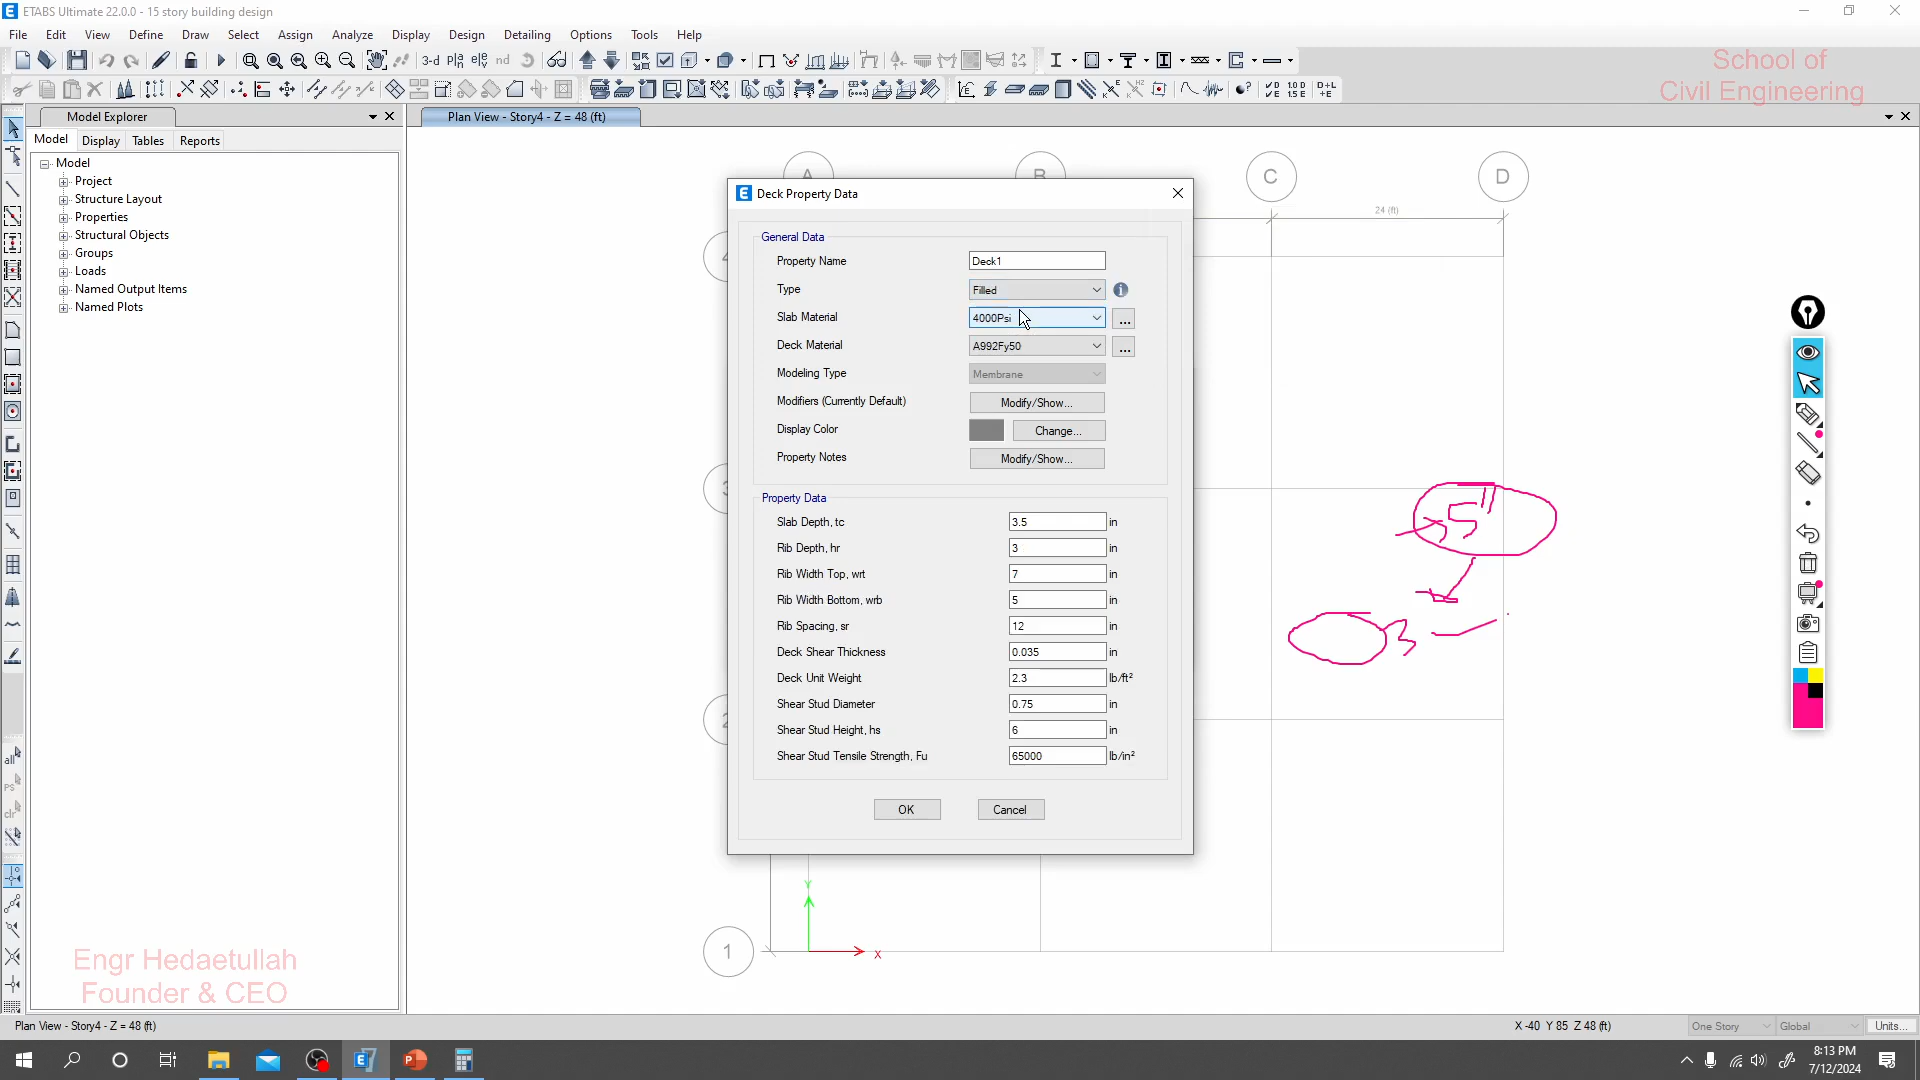 ETABS Ultimate 22.0.0 - 15 story building design
File Edit View Define Draw Select Assign Analyze Display Design Detailing Options Tools Help
School of
Civil Engineering
Model Explorer
Plan View - Story4 - Z = 48 (ft)
Model Display Tables Reports
Model
Project
Structure Layout
Properties
Structural Objects
Groups
Loads
Named Output Items
Named Plots
C
D
24 (ft)
Deck Property Data
General Data
Property Name Deck1
Type Filled
Slab Material 4000Psi ...
Deck Material A992Fy50 ...
Modeling Type Membrane
Modifiers (Currently Default) Modify/Show...
Display Color Change...
Property Notes Modify/Show...
Property Data
Slab Depth, tc 3.5 in
Rib Depth, hr 3 in
Rib Width Top, wrt 7 in
Rib Width Bottom, wrb 5 in
Rib Spacing, sr 12 in
Deck Shear Thickness 0.035 in
Deck Unit Weight 2.3 lb/ft²
Shear Stud Diameter 0.75 in
Shear Stud Height, hs 6 in
Shear Stud Tensile Strength, Fu 65000 lb/in²
OK Cancel
5"
3
Y
X
1
Engr Hedaetullah
Founder & CEO
Plan View - Story4 - Z = 48 (ft)
X -40 Y 85 Z 48 (ft)
One Story Global Units...
8:13 PM
7/12/2024